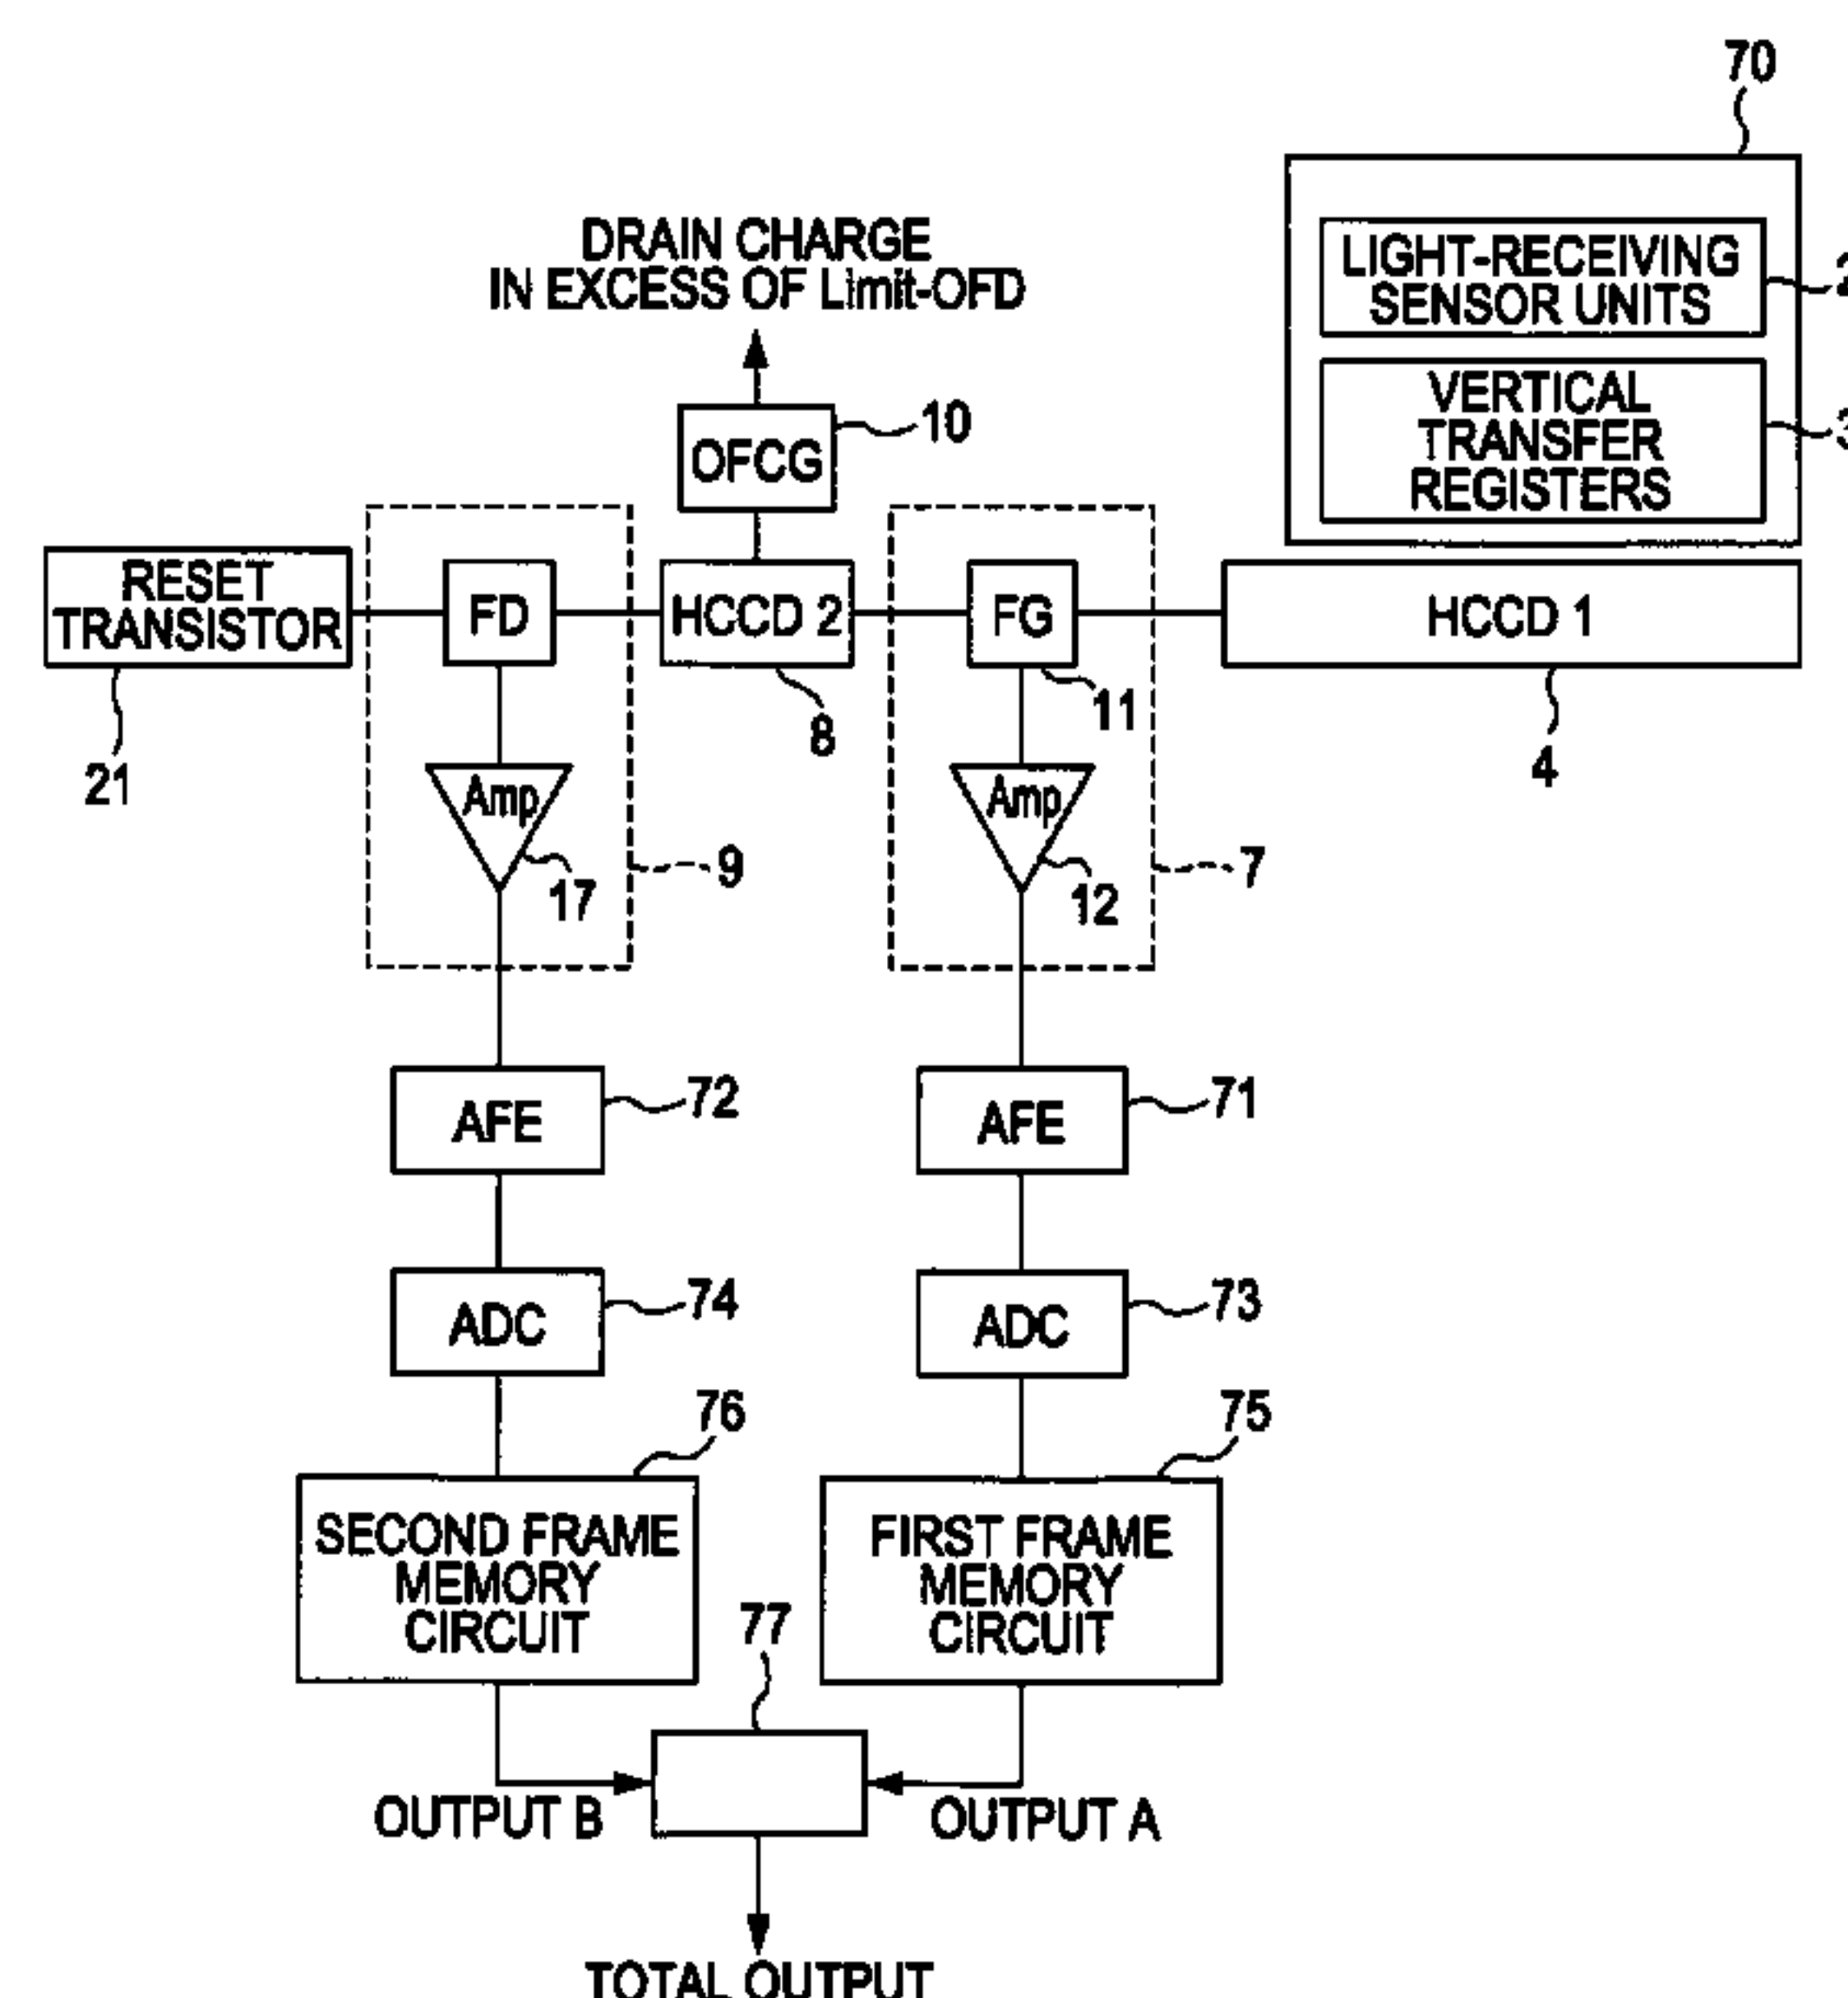 70
DRAIN CHARGE
IN EXCESS OF Limit-OFD
LIGHT-RECEIVING
SENSOR UNITS
2
VERTICAL
TRANSFER
REGISTERS
3
OFCG
10
RESET
TRANSISTOR
FD
HCCD 2
FG
HCCD 1
21
8
11
4
Amp
17
9
Amp
12
7
AFE
72
AFE
71
ADC
74
ADC
73
76
75
SECOND FRAME
MEMORY
CIRCUIT
FIRST FRAME
MEMORY
CIRCUIT
77
OUTPUT B
OUTPUT A
TOTAL OUTPUT